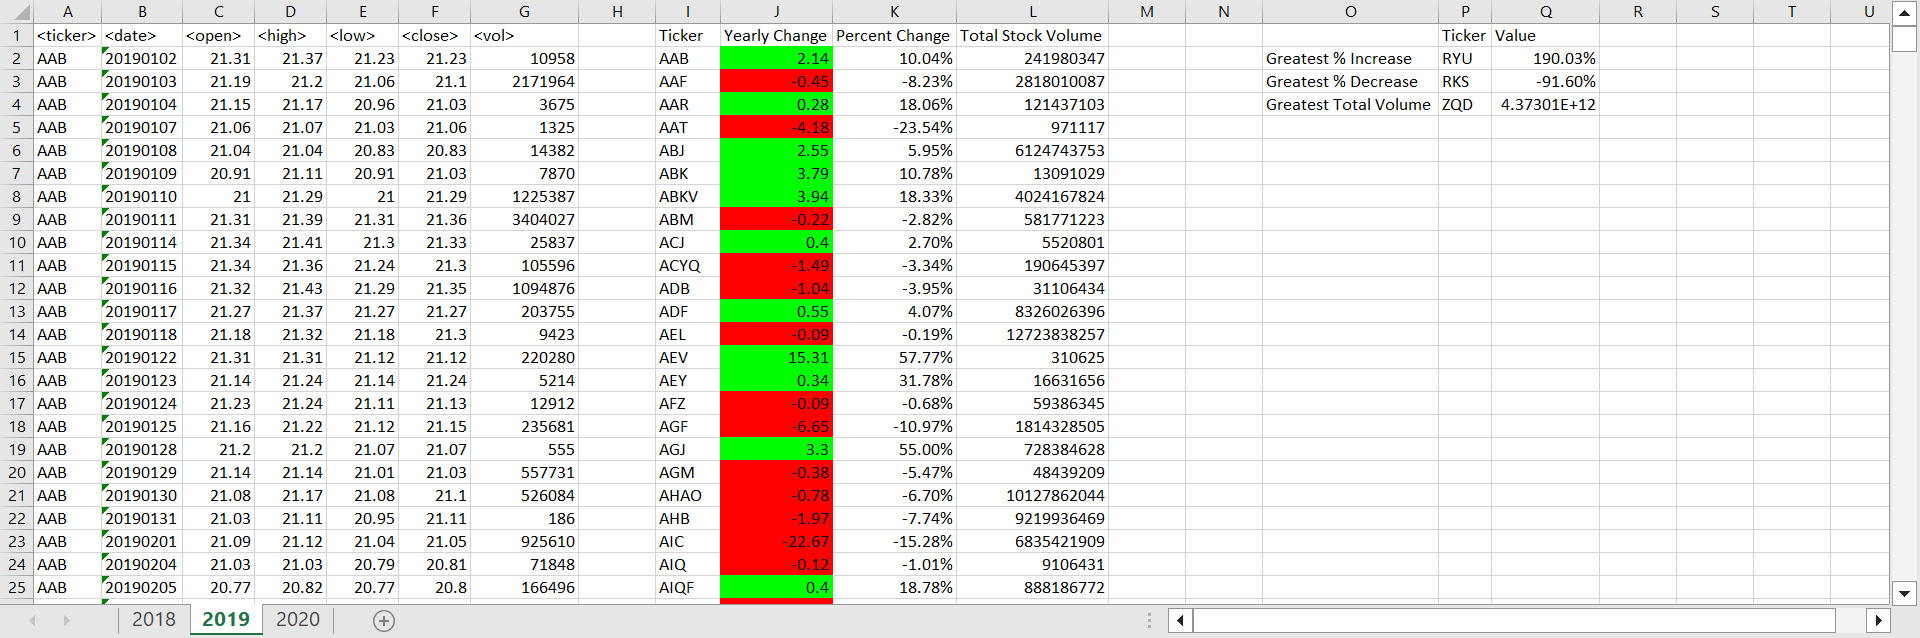 A B C D E F G H I J K L M N O P Q R S T U
1 <ticker> <date> <open> <high> <low> <close> <vol> Ticker Yearly Change Percent Change Total Stock Volume Ticker Value
2 AAB 20190102 21.31 21.37 21.23 21.23 10958 AAB 2.14 10.04% 241980347 Greatest % Increase RYU 190.03%
3 AAB 20190103 21.19 21.2 21.06 21.1 2171964 AAF -0.45 -8.23% 2818010087 Greatest % Decrease RKS -91.60%
4 AAB 20190104 21.15 21.17 20.96 21.03 3675 AAR 0.28 18.06% 121437103 Greatest Total Volume ZQD 4.37301E+12
5 AAB 20190107 21.06 21.07 21.03 21.06 1325 AAT -4.18 -23.54% 971117
6 AAB 20190108 21.04 21.04 20.83 20.83 14382 ABJ 2.55 5.95% 6124743753
7 AAB 20190109 20.91 21.11 20.91 21.03 7870 ABK 3.79 10.78% 13091029
8 AAB 20190110 21 21.29 21 21.29 1225387 ABKV 3.94 18.33% 4024167824
9 AAB 20190111 21.31 21.39 21.31 21.36 3404027 ABM -0.22 -2.82% 581771223
10 AAB 20190114 21.34 21.41 21.3 21.33 25837 ACJ 0.4 2.70% 5520801
11 AAB 20190115 21.34 21.36 21.24 21.3 105596 ACYQ -1.49 -3.34% 190645397
12 AAB 20190116 21.32 21.43 21.29 21.35 1094876 ADB -1.04 -3.95% 31106434
13 AAB 20190117 21.27 21.37 21.27 21.27 203755 ADF 0.55 4.07% 8326026396
14 AAB 20190118 21.18 21.32 21.18 21.3 9423 AEL -0.09 -0.19% 12723838257
15 AAB 20190122 21.31 21.31 21.12 21.12 220280 AEV 15.31 57.77% 310625
16 AAB 20190123 21.14 21.24 21.14 21.24 5214 AEY 0.34 31.78% 16631656
17 AAB 20190124 21.23 21.24 21.11 21.13 12912 AFZ -0.09 -0.68% 59386345
18 AAB 20190125 21.16 21.22 21.12 21.15 235681 AGF -6.65 -10.97% 1814328505
19 AAB 20190128 21.2 21.2 21.07 21.07 555 AGJ 3.3 55.00% 728384628
20 AAB 20190129 21.14 21.14 21.01 21.03 557731 AGM -0.38 -5.47% 48439209
21 AAB 20190130 21.08 21.17 21.08 21.1 526084 AHAO -0.78 -6.70% 10127862044
22 AAB 20190131 21.03 21.11 20.95 21.11 186 AHB -1.97 -7.74% 9219936469
23 AAB 20190201 21.09 21.12 21.04 21.05 925610 AIC -22.67 -15.28% 6835421909
24 AAB 20190204 21.03 21.03 20.79 20.81 71848 AIQ -0.12 -1.01% 9106431
25 AAB 20190205 20.77 20.82 20.77 20.8 166496 AIQF 0.4 18.78% 888186772
2018 2019 2020